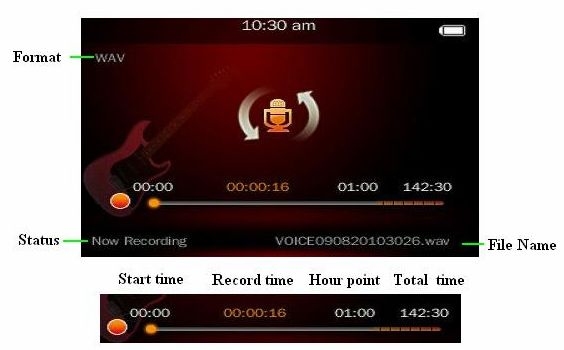 10:30 am
Format WAV
00:00 00:00:16 01:00 142:30
Status Now Recording VOICE090820103026.wav File Name
Start time Record time Hour point Total time
00:00 00:00:16 01:00 142:30